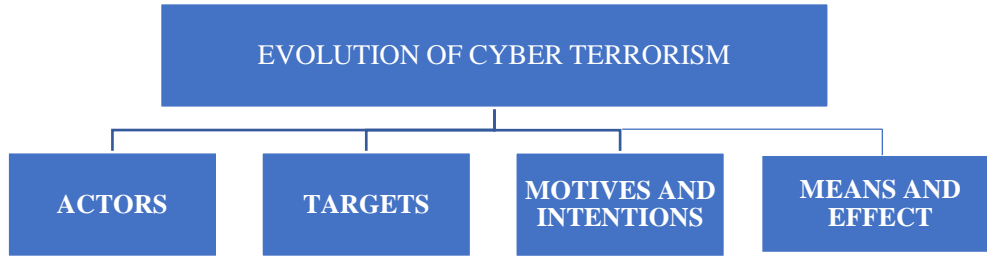 EVOLUTION OF CYBER TERRORISM
ACTORS
TARGETS
MOTIVES AND
INTENTIONS
MEANS AND
EFFECT